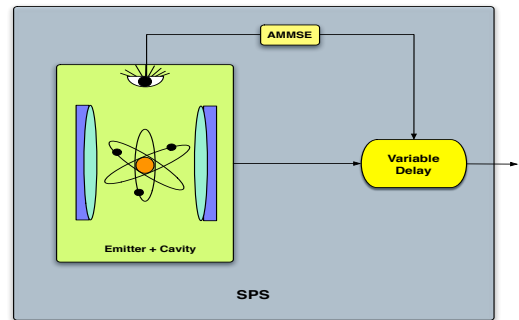 AMMSE
Variable
Delay
Emitter + Cavity
SPS